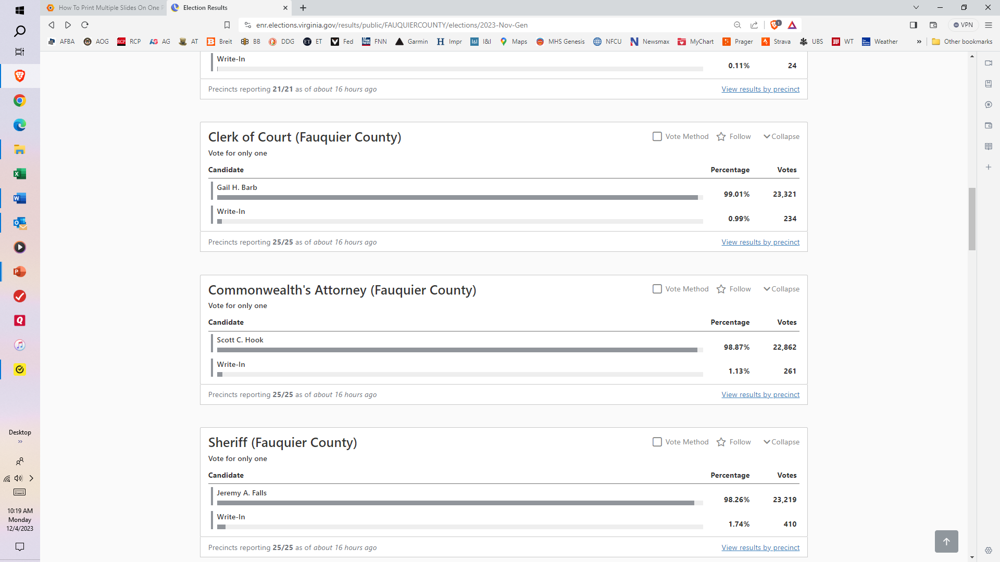 How To Print Multiple Slides On One P
Election Results
enr.elections.virginia.gov/results/public/FAUQUIERCOUNTY/elections/2023-Nov-Gen
1
VPN
AFBA
AOG
RCP RCP
AG AG
AT
B Breit
BB
DDG
ET ET
Fed
FOX NEWS FNN
Garmin
H Impr
I&I I&I
Maps
MHS Genesis
NFCU
N Newsmax
MyChart
Prager
Strava
UBS
W WT
Weather
»
Other bookmarks
Write-In
0.11% 24
Precincts reporting 21/21 as of about 16 hours ago View results by precinct
Clerk of Court (Fauquier County) Vote Method Follow Collapse
Vote for only one
Candidate Percentage Votes
Gail H. Barb
99.01% 23,321
Write-In
0.99% 234
Precincts reporting 25/25 as of about 16 hours ago View results by precinct
Commonwealth's Attorney (Fauquier County) Vote Method Follow Collapse
Vote for only one
Candidate Percentage Votes
Scott C. Hook
98.87% 22,862
Write-In
1.13% 261
Precincts reporting 25/25 as of about 16 hours ago View results by precinct
Sheriff (Fauquier County) Vote Method Follow Collapse
Vote for only one
Candidate Percentage Votes
Jeremy A. Falls
98.26% 23,219
Write-In
1.74% 410
Precincts reporting 25/25 as of about 16 hours ago View results by precinct
Desktop
»
10:19 AM
Monday
12/4/2023